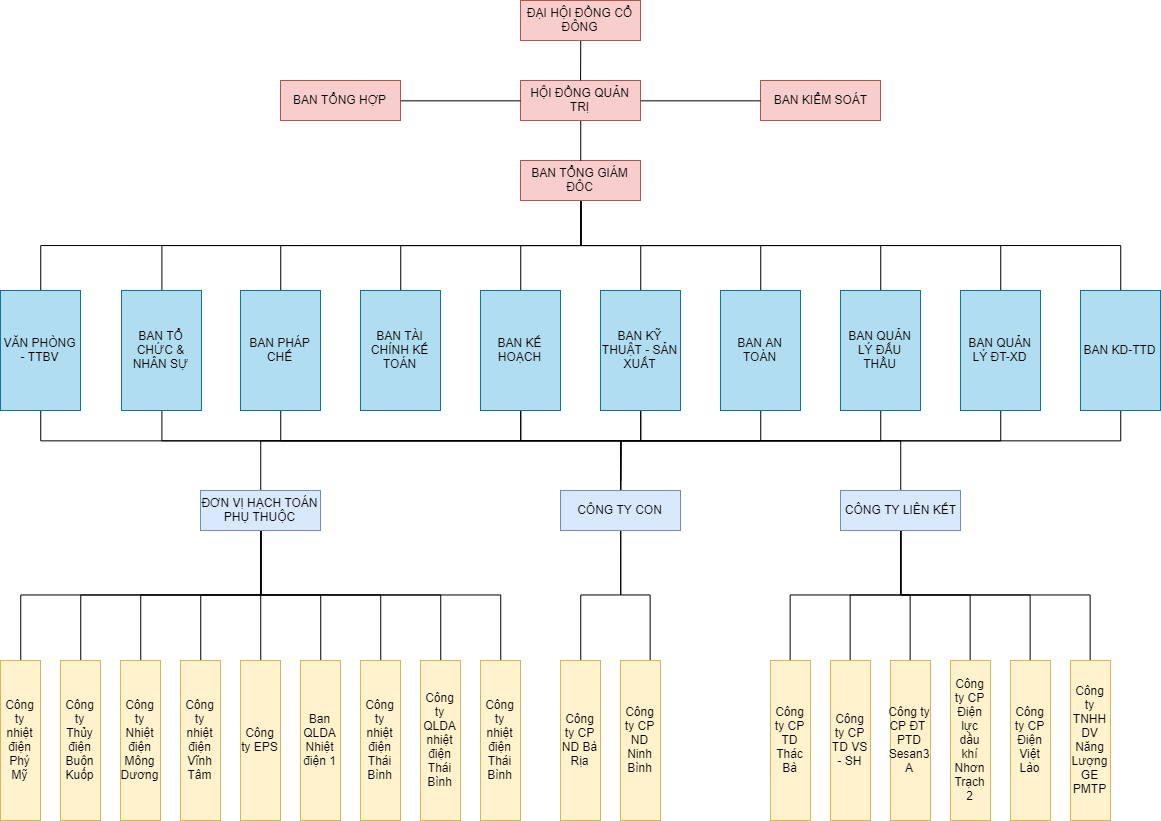 ĐẠI HỘI ĐỒNG CỔ
ĐÔNG
BAN TỔNG HỢP
HỘI ĐỒNG QUẢN
TRỊ
BAN KIỂM SOÁT
BAN TỔNG GIÁM
ĐỐC
VĂN PHÒNG
- TTBV
BAN TỔ
CHỨC &
NHÂN SỰ
BAN PHÁP
CHẾ
BAN TÀI
CHÍNH KẾ
TOÁN
BAN KẾ
HOẠCH
BAN KỸ
THUẬT - SẢN
XUẤT
BAN AN
TOÀN
BAN QUẢN
LÝ ĐẤU
THẦU
BAN QUẢN
LÝ ĐT-XD
BAN KD-TTD
ĐƠN VỊ HẠCH TOÁN
PHỤ THUỘC
CÔNG TY CON
CÔNG TY LIÊN KẾT
Công
ty
nhiệt
điện
Phý
Mỹ
Công
ty
Thủy
điện
Buôn
Kuốp
Công
ty
Nhiệt
điện
Mông
Dương
Công
ty
nhiệt
điện
Vĩnh
Tâm
Công
ty EPS
Ban
QLDA
Nhiệt
điện 1
Công
ty
nhiệt
điện
Thái
Bình
Công
ty
QLDA
nhiệt
điện
Thái
Bình
Công
ty
nhiệt
điện
Thái
Bình
Công
ty CP
ND Bà
Rịa
Công
ty CP
ND
Ninh
Bình
Công
ty CP
TD
Thác
Bà
Công
ty CP
TD VS
- SH
Công ty
CP ĐT
PTD
Sesan3
A
Công
ty CP
Điện
lực
dầu
khí
Nhơn
Trạch
2
Công
ty CP
Điện
Việt
Lào
Công
ty
TNHH
DV
Năng
Lượng
GE
PMTP